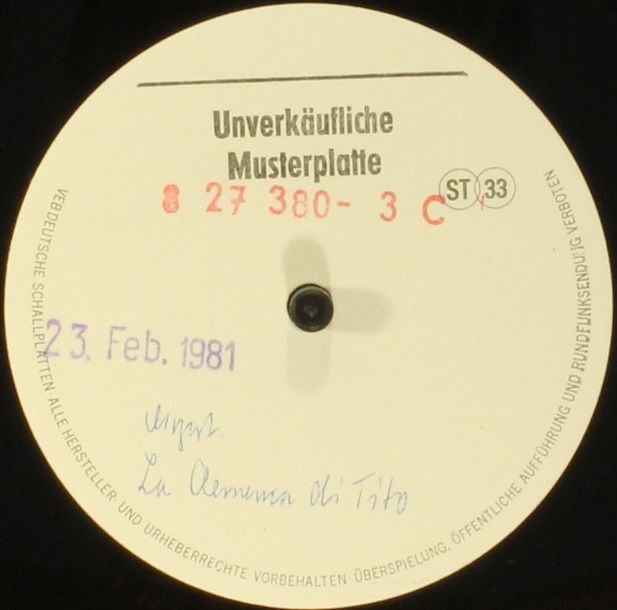 Unverkäufliche
Musterplatte
8 27 380- 3 C
ST 33
23. Feb. 1981
Mozart.
La Clemenza di Tito
VEB DEUTSCHE SCHALLPLATTEN · ALLE HERSTELLER- UND URHEBERRECHTE VORBEHALTEN · ÜBERSPIELUNG, ÖFFENTLICHE AUFFÜHRUNG UND RUNDFUNKSENDUNG VERBOTEN